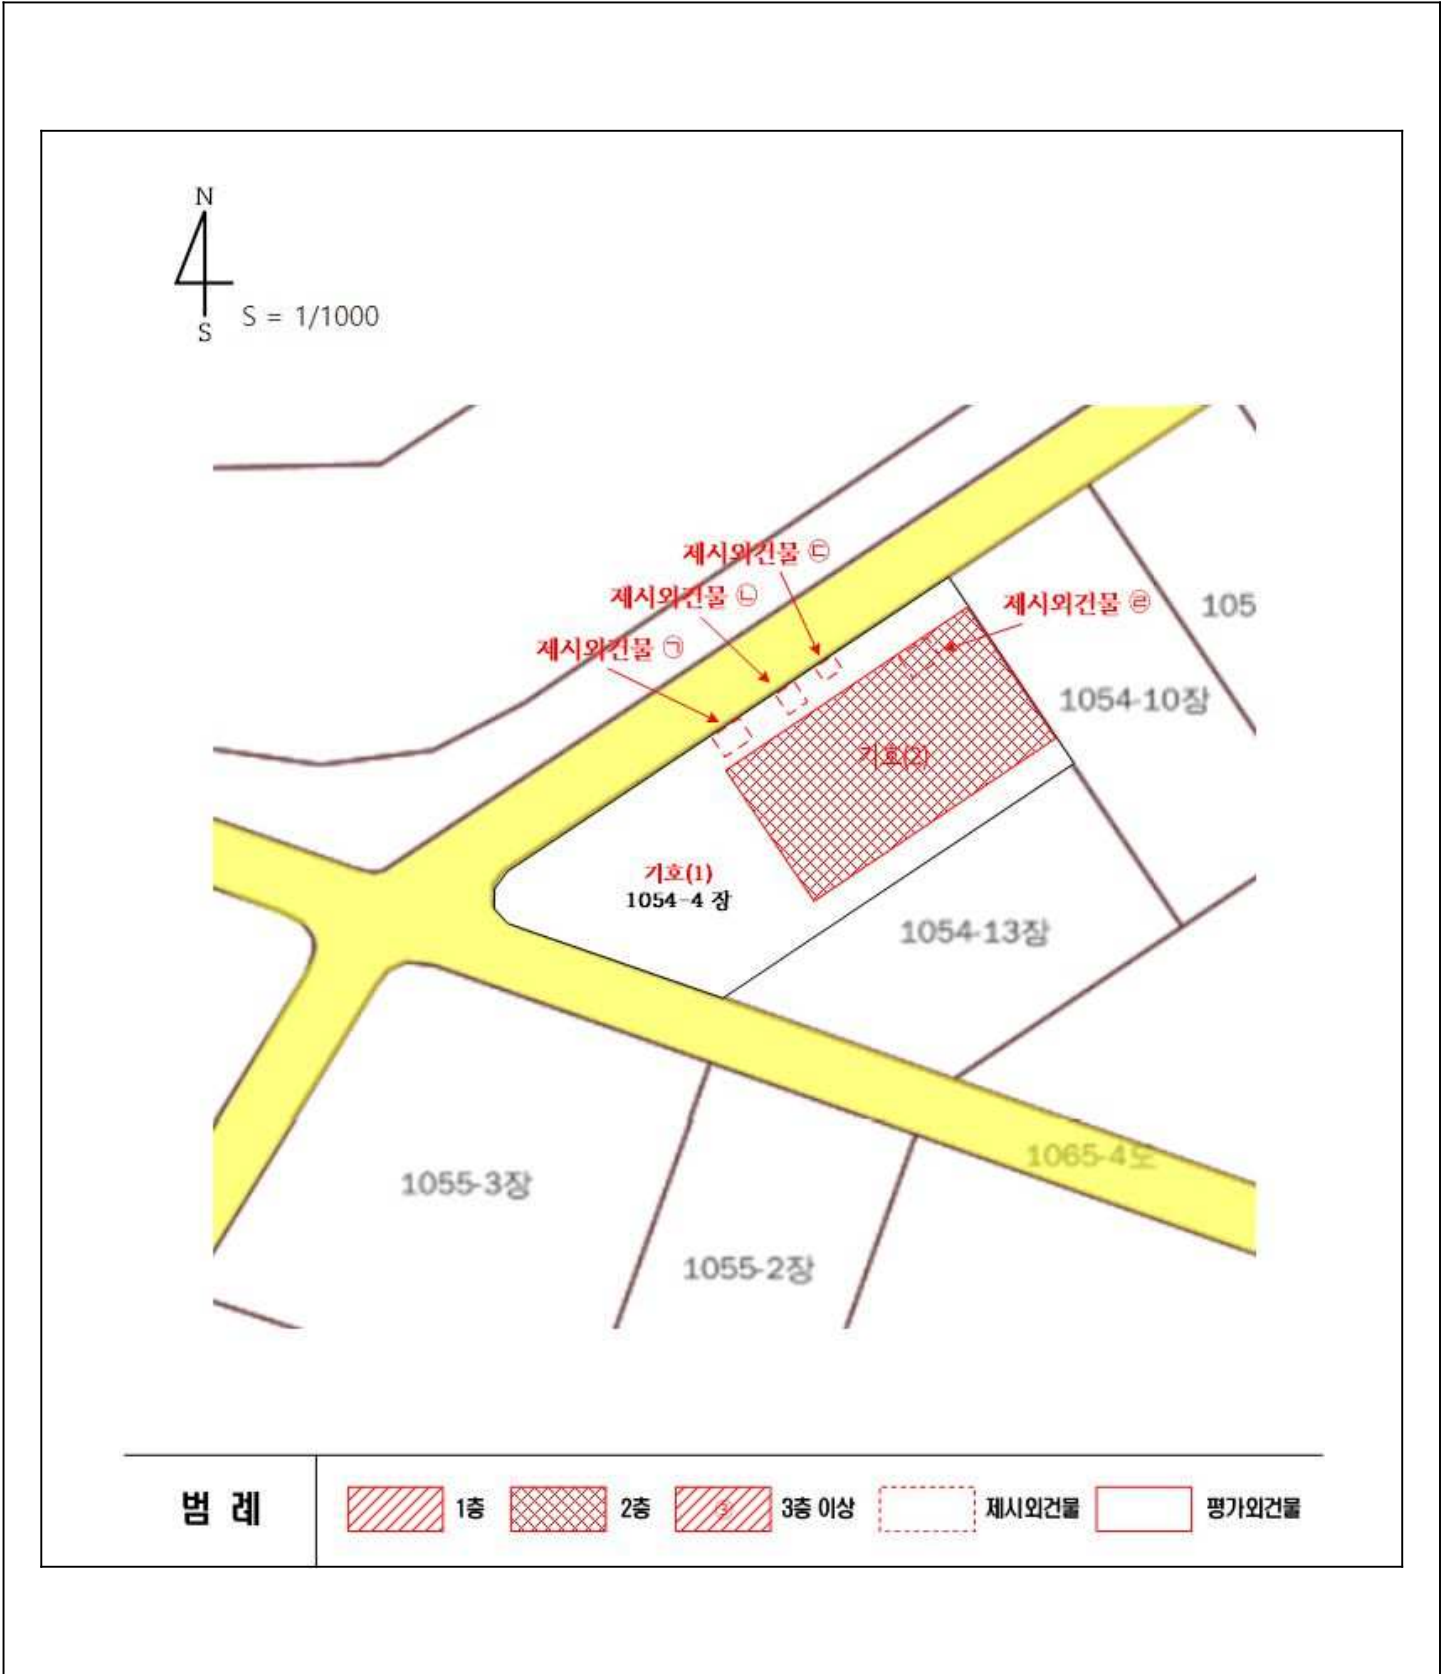 N
S
S = 1/1000
제시외건물 ㉢
제시외건물 ㉡
제시외건물 ㉣
105
제시외건물 ㉠
1054-10장
기호(2)
기호(1)
1054-4 장
1054-13장
1065-4도
1055-3장
1055-2장
범 례
1층
2층
③
3층 이상
제시외건물
평가외건물